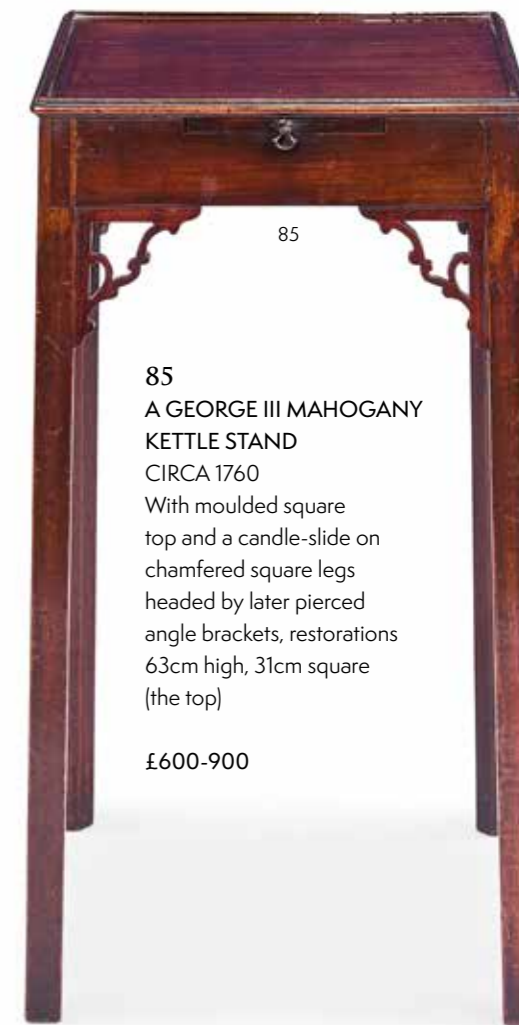 85
85
A GEORGE III MAHOGANY
KETTLE STAND
CIRCA 1760
With moulded square
top and a candle-slide on
chamfered square legs
headed by later pierced
angle brackets, restorations
63cm high, 31cm square
(the top)
£600-900